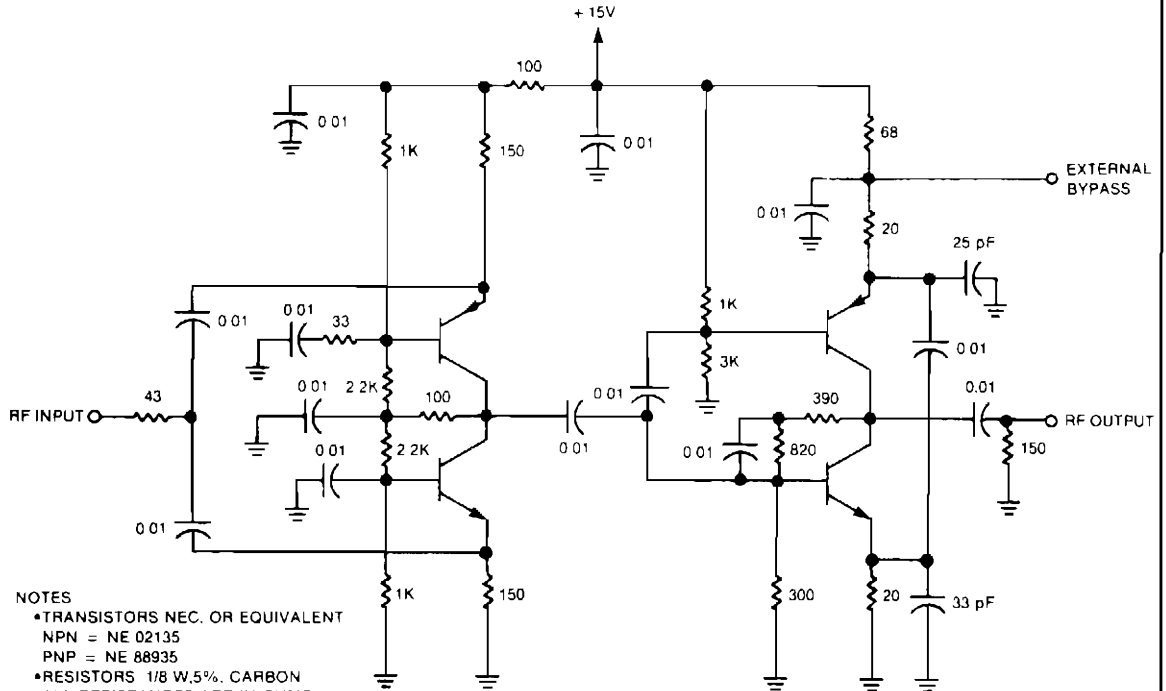 + 15V
100
0 01
1K
150
0 01
68
EXTERNAL
BYPASS
0 01
20
25 pF
0 01
0 01
33
1K
3K
0 01
2 2K
0 01
100
43
RF INPUT
0 01
390
0.01
RF OUTPUT
0 01
2.2K
0 01
0 01
820
150
0 01
1K
150
300
20
33 pF
NOTES
•TRANSISTORS NEC. OR EQUIVALENT
NPN = NE 02135
PNP = NE 88935
•RESISTORS 1/8 W,5%, CARBON